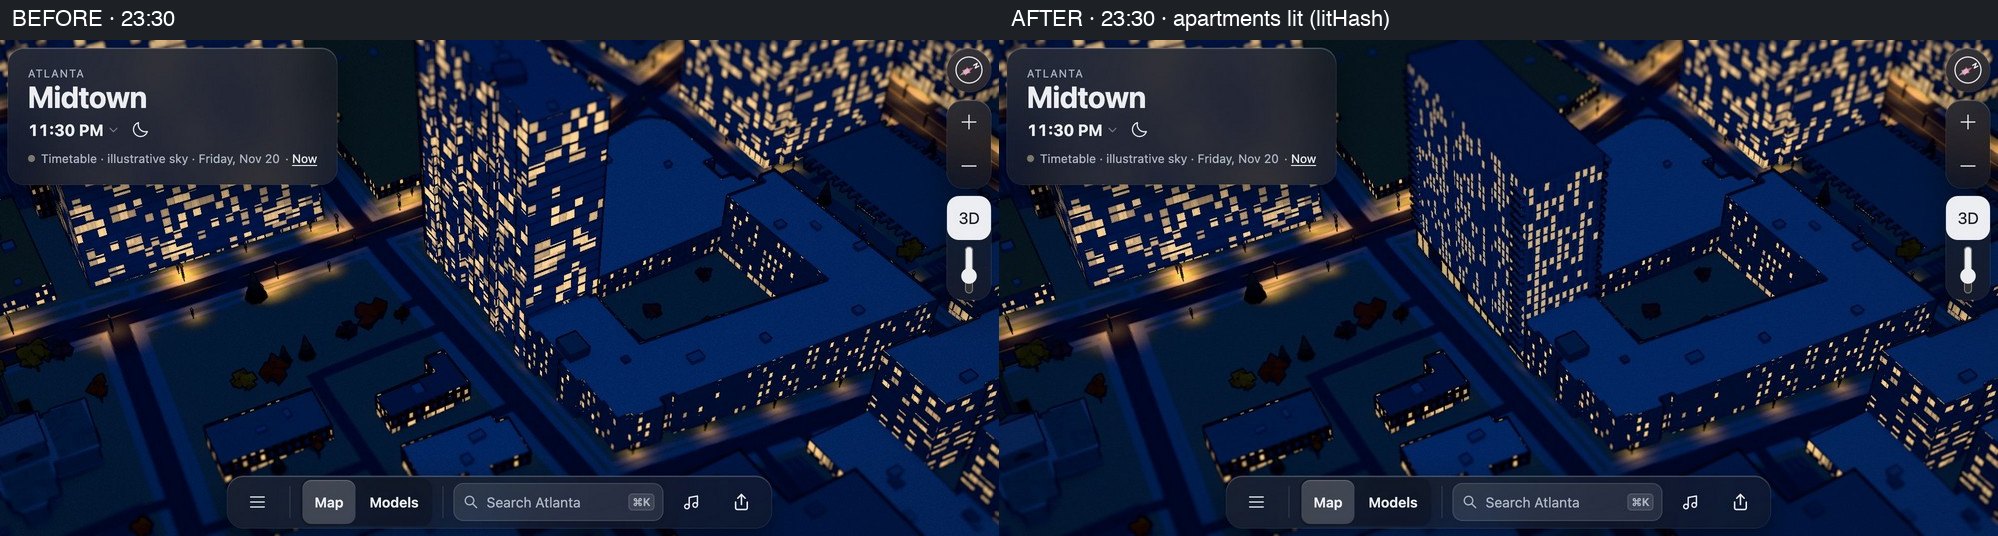 BEFORE · 23:30
ATLANTA
Midtown
11:30 PM
Timetable · illustrative sky · Friday, Nov 20 · Now
3D
Map Models Search Atlanta ⌘K
AFTER · 23:30 · apartments lit (litHash)
ATLANTA
Midtown
11:30 PM
Timetable · illustrative sky · Friday, Nov 20 · Now
3D
Map Models Search Atlanta ⌘K